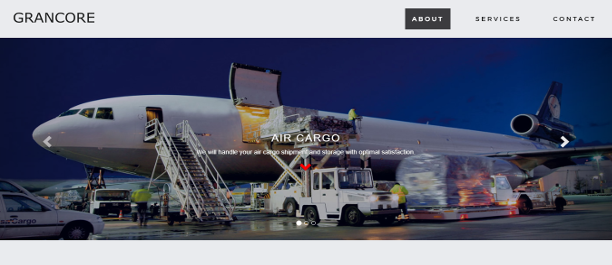 GRANCORE
ABOUT
SERVICES
CONTACT
AIR CARGO
We will handle your air cargo shipment and storage with optimal satisfaction
Cargo